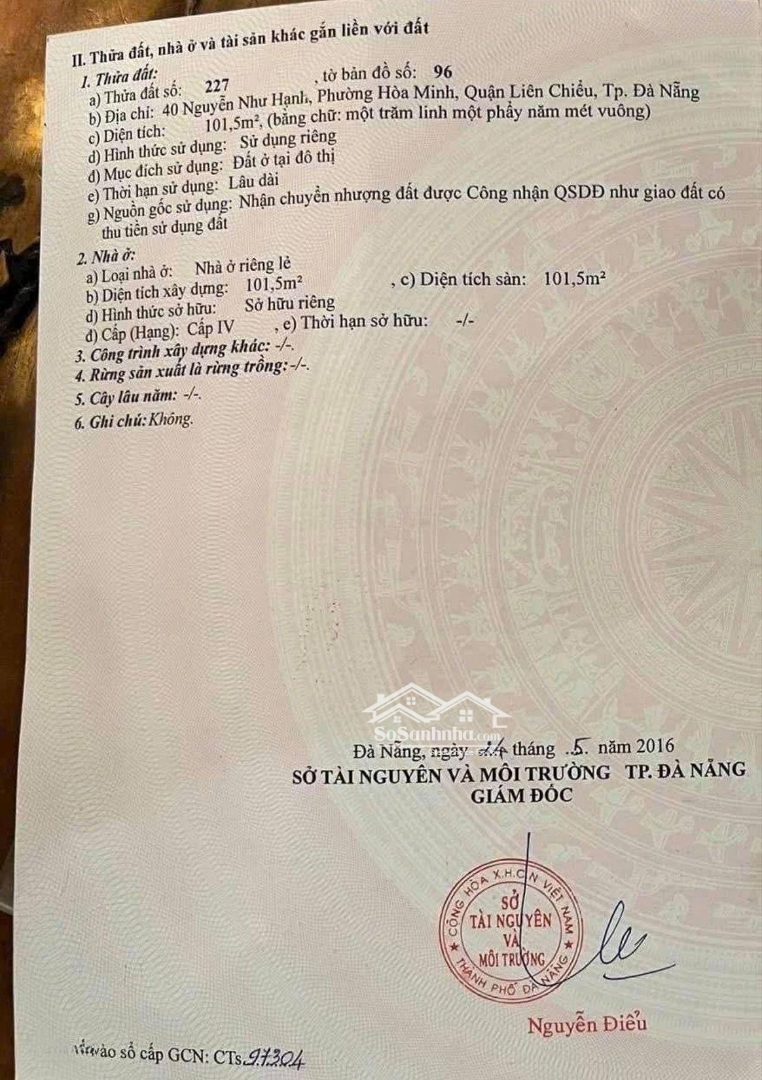 II. Thửa đất, nhà ở và tài sản khác gắn liền với đất
1. Thửa đất:
a) Thửa đất số: 227 , tờ bản đồ số: 96
b) Địa chỉ: 40 Nguyễn Như Hạnh, Phường Hòa Minh, Quận Liên Chiểu, Tp. Đà Nẵng
c) Diện tích: 101,5m², (bằng chữ: một trăm linh một phẩy năm mét vuông)
d) Hình thức sử dụng: Sử dụng riêng
đ) Mục đích sử dụng: Đất ở tại đô thị
e) Thời hạn sử dụng: Lâu dài
g) Nguồn gốc sử dụng: Nhận chuyển nhượng đất được Công nhận QSDĐ như giao đất có
thu tiền sử dụng đất
2. Nhà ở:
a) Loại nhà ở: Nhà ở riêng lẻ
b) Diện tích xây dựng: 101,5m² , c) Diện tích sàn: 101,5m²
d) Hình thức sở hữu: Sở hữu riêng
đ) Cấp (Hạng): Cấp IV , e) Thời hạn sở hữu: -/-
3. Công trình xây dựng khác: -/-.
4. Rừng sản xuất là rừng trồng:-/-.
5. Cây lâu năm: -/-.
6. Ghi chú: Không.
SoSanhnha.com
Đà Nẵng, ngày 24 tháng .5. năm 2016
SỞ TÀI NGUYÊN VÀ MÔI TRƯỜNG TP. ĐÀ NẴNG
GIÁM ĐỐC
CỘNG HÒA X.H.C.N VIỆT NAM
SỞ
TÀI NGUYÊN
VÀ
MÔI TRƯỜNG
THÀNH PHỐ ĐÀ NẴNG
Nguyễn Điểu
vào sổ cấp GCN: CTs 97304